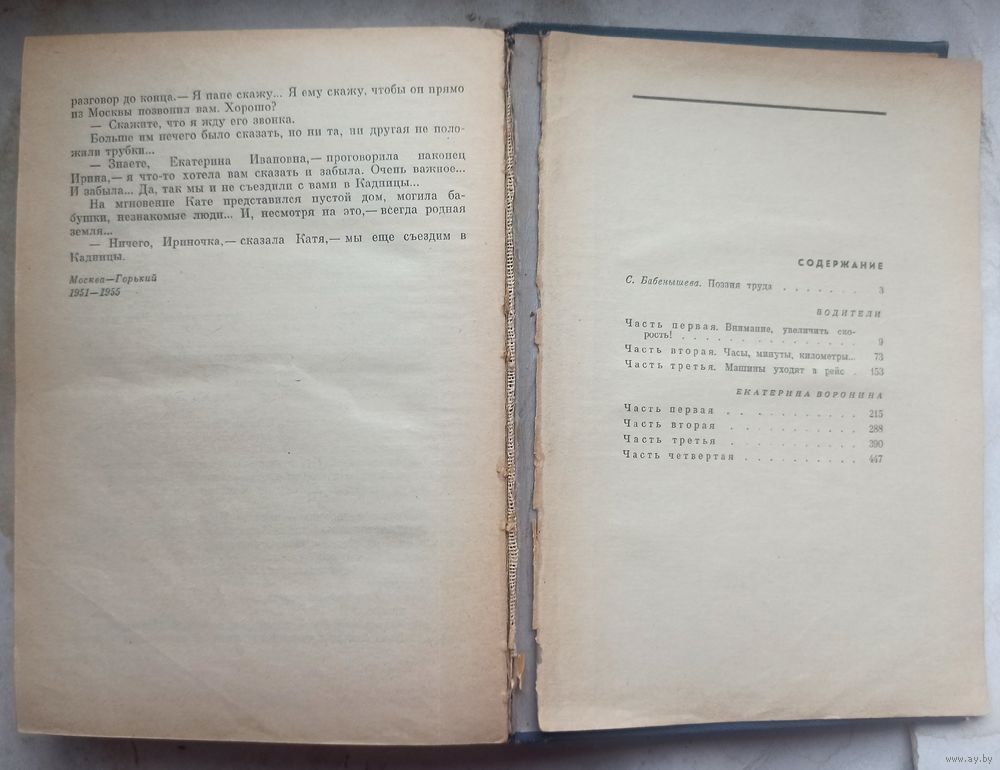 разговор до конца.— Я папе скажу... Я ему скажу, чтобы он прямо
из Москвы позвонил вам. Хорошо?
— Скажите, что я жду его звонка.
Больше им нечего было сказать, но ни та, ни другая не поло-
жили трубки...
— Знаете, Екатерина Ивановна,— проговорила наконец
Ирина,— я что-то хотела вам сказать и забыла. Очень важное...
И забыла... Да, так мы и не съездили с вами в Кадницы...
На мгновение Кате представился пустой дом, могила ба-
бушки, незнакомые люди... И, несмотря на это,— всегда родная
земля...
— Ничего, Ириночка,— сказала Катя,— мы еще съездим в
Кадницы.
Москва—Горький
1951—1955
СОДЕРЖАНИЕ
С. Бабенышева. Поэзия труда . . . . . . . 3
ВОДИТЕЛИ
Часть первая. Внимание, увеличить ско-
рость! . . . . . . . . . . . . . . 9
Часть вторая. Часы, минуты, километры... 73
Часть третья. Машины уходят в рейс . 153
ЕКАТЕРИНА ВОРОНИНА
Часть первая . . . . . . . . . . . 215
Часть вторая . . . . . . . . . . . 288
Часть третья . . . . . . . . . . . 390
Часть четвертая . . . . . . . . . . 447
www.ay.by